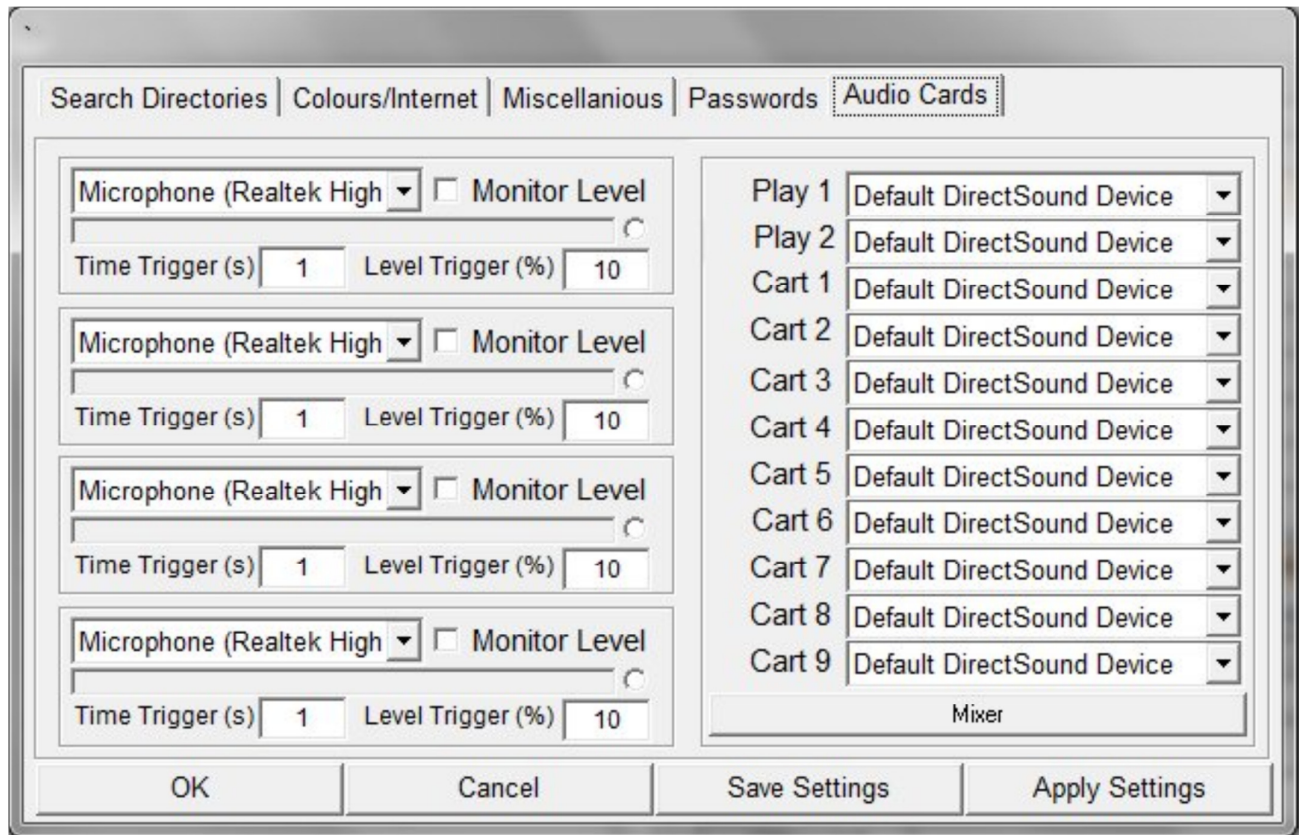 Search Directories Colours/Internet Miscellanious Passwords Audio Cards
Microphone (Realtek High Monitor Level
Time Trigger (s) 1 Level Trigger (%) 10
Microphone (Realtek High Monitor Level
Time Trigger (s) 1 Level Trigger (%) 10
Microphone (Realtek High Monitor Level
Time Trigger (s) 1 Level Trigger (%) 10
Microphone (Realtek High Monitor Level
Time Trigger (s) 1 Level Trigger (%) 10
Play 1 Default DirectSound Device
Play 2 Default DirectSound Device
Cart 1 Default DirectSound Device
Cart 2 Default DirectSound Device
Cart 3 Default DirectSound Device
Cart 4 Default DirectSound Device
Cart 5 Default DirectSound Device
Cart 6 Default DirectSound Device
Cart 7 Default DirectSound Device
Cart 8 Default DirectSound Device
Cart 9 Default DirectSound Device
Mixer
OK Cancel Save Settings Apply Settings